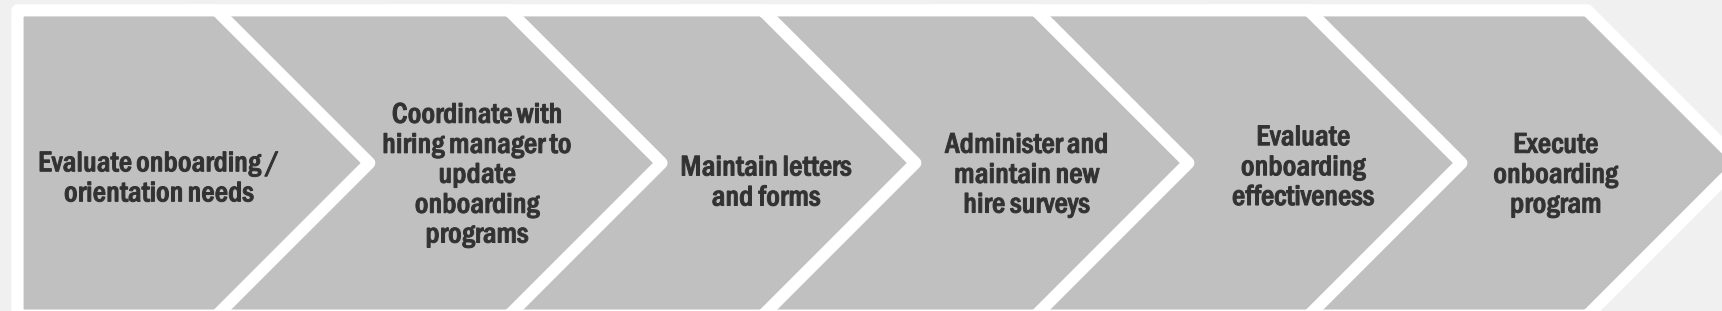 Evaluate onboarding /
orientation needs
Coordinate with
hiring manager to
update
onboarding
programs
Maintain letters
and forms
Administer and
maintain new
hire surveys
Evaluate
onboarding
effectiveness
Execute
onboarding
program